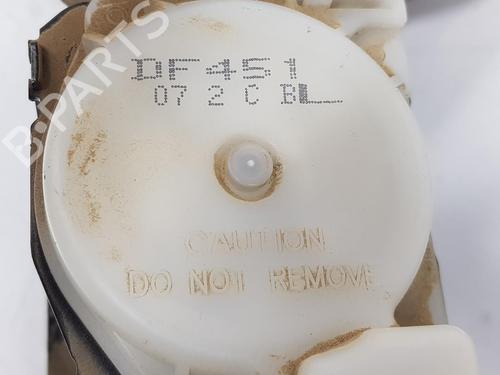 B-PARTS
DF451
07 2 C BL
CAUTION
DO NOT REMOVE